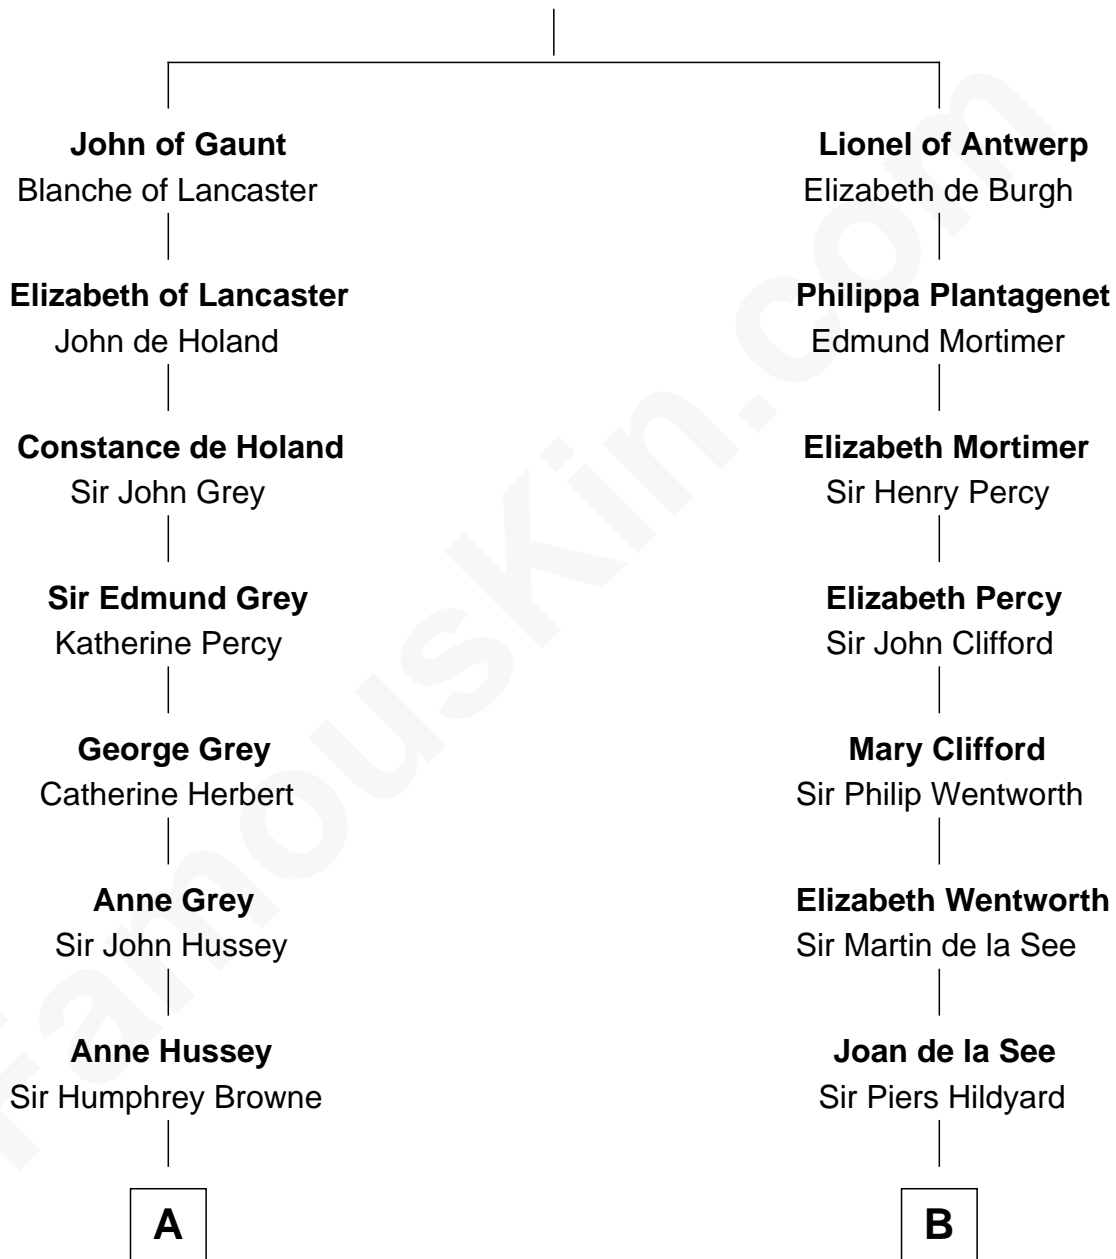 John of Gaunt
Blanche of Lancaster
Elizabeth of Lancaster
John de Holand
Constance de Holand
Sir John Grey
Sir Edmund Grey
Katherine Percy
George Grey
Catherine Herbert
Anne Grey
Sir John Hussey
Anne Hussey
Sir Humphrey Browne
A
Lionel of Antwerp
Elizabeth de Burgh
Philippa Plantagenet
Edmund Mortimer
Elizabeth Mortimer
Sir Henry Percy
Elizabeth Percy
Sir John Clifford
Mary Clifford
Sir Philip Wentworth
Elizabeth Wentworth
Sir Martin de la See
Joan de la See
Sir Piers Hildyard
B
FamousKin.com